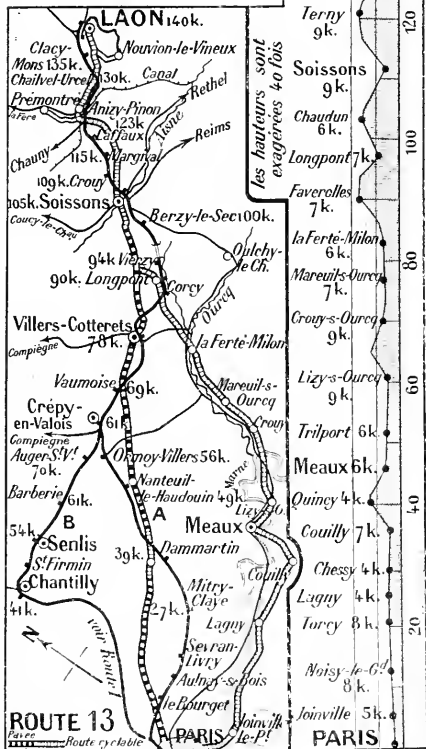 LAON 140k.
Clacy-
Mons 135k.
Nouvion-le-Vineux
Chailvel-Urcel
130k.
Canal
Rethel
Prémontré
Anizy-Pinon
la Fère
123k
Laffaux
Aisne
Reims
Chauny
115k.
Margival
109k. Crouy
105k. Soissons
Coucy-le-Chau
Berzy-le-Sec 100k.
94k Vierzy
Oulchy-
le Ch.
90k. Longpont
Corcy
Ourcq
Villers-Cotterets
78k.
Compiègne
la Ferté-Milon
Vaumoise
69k.
Mareuil-s-
Ourcq
Crépy-
en-Valois
61k
Crouy
Compiègne
Auger-St-Vt
70k.
Ormoy-Villers 56k.
Marne
Barberie
61k.
Nanteuil-
le-Haudouin 49k.
Lizy-s-O.
A
B
Meaux
54k
Senlis
39k.
Dammartin
St Firmin
Chantilly
Couilly
41k.
27k.
Mitry-
Claye
Lagny
N
voir Route 1
Sevran-
Livry
Aulnay-s-Bois
le Bourget
Joinville
le-Pt.
ROUTE 13
PARIS
Pavée
Route cyclable
les hauteurs sont
exagérées 40 fois
Terny
9k.
120
Soissons
9k.
Chaudun
6k.
100
Longpont 7k.
Faverolles
7k.
la Ferté-Milon
6k.
80
Mareuil-s-Ourcq
7k.
Crouy-s-Ourcq
9k.
Lizy-s-Ourcq
9k.
60
Trilport 6k.
Meaux 6k.
Quincy 4k.
40
Couilly 7k.
Chessy 4k.
Lagny
4k.
Torcy 8k.
20
Noisy-le-Gd
8k.
Joinville 5k.
PARIS